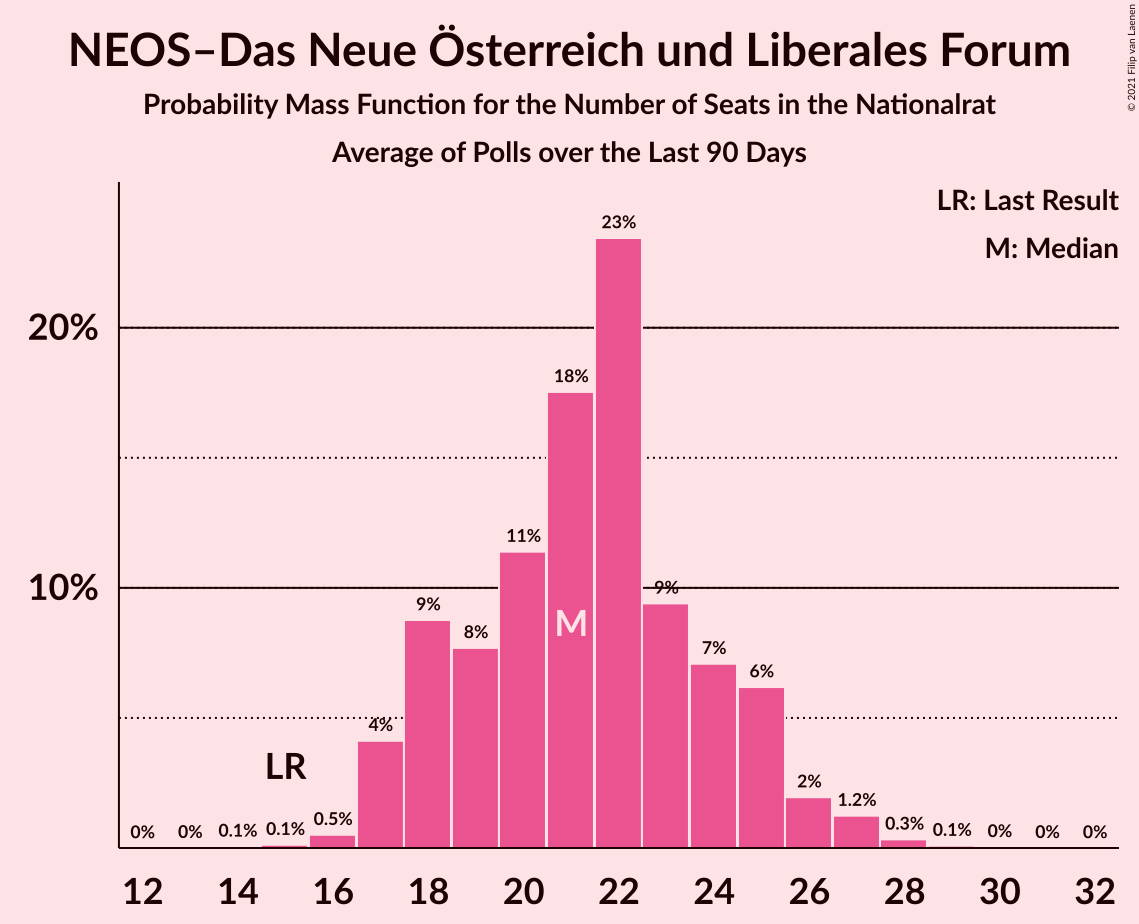 NEOS–Das Neue Österreich und Liberales Forum
Probability Mass Function for the Number of Seats in the Nationalrat
Average of Polls over the Last 90 Days
© 2021 Filip van Laenen
LR: Last Result
M: Median
20%
10%
0%
0%
0.1%
0.1%
0.5%
4%
9%
8%
11%
18%
23%
9%
7%
6%
2%
1.2%
0.3%
0.1%
0%
0%
0%
LR
M
12 14 16 18 20 22 24 26 28 30 32